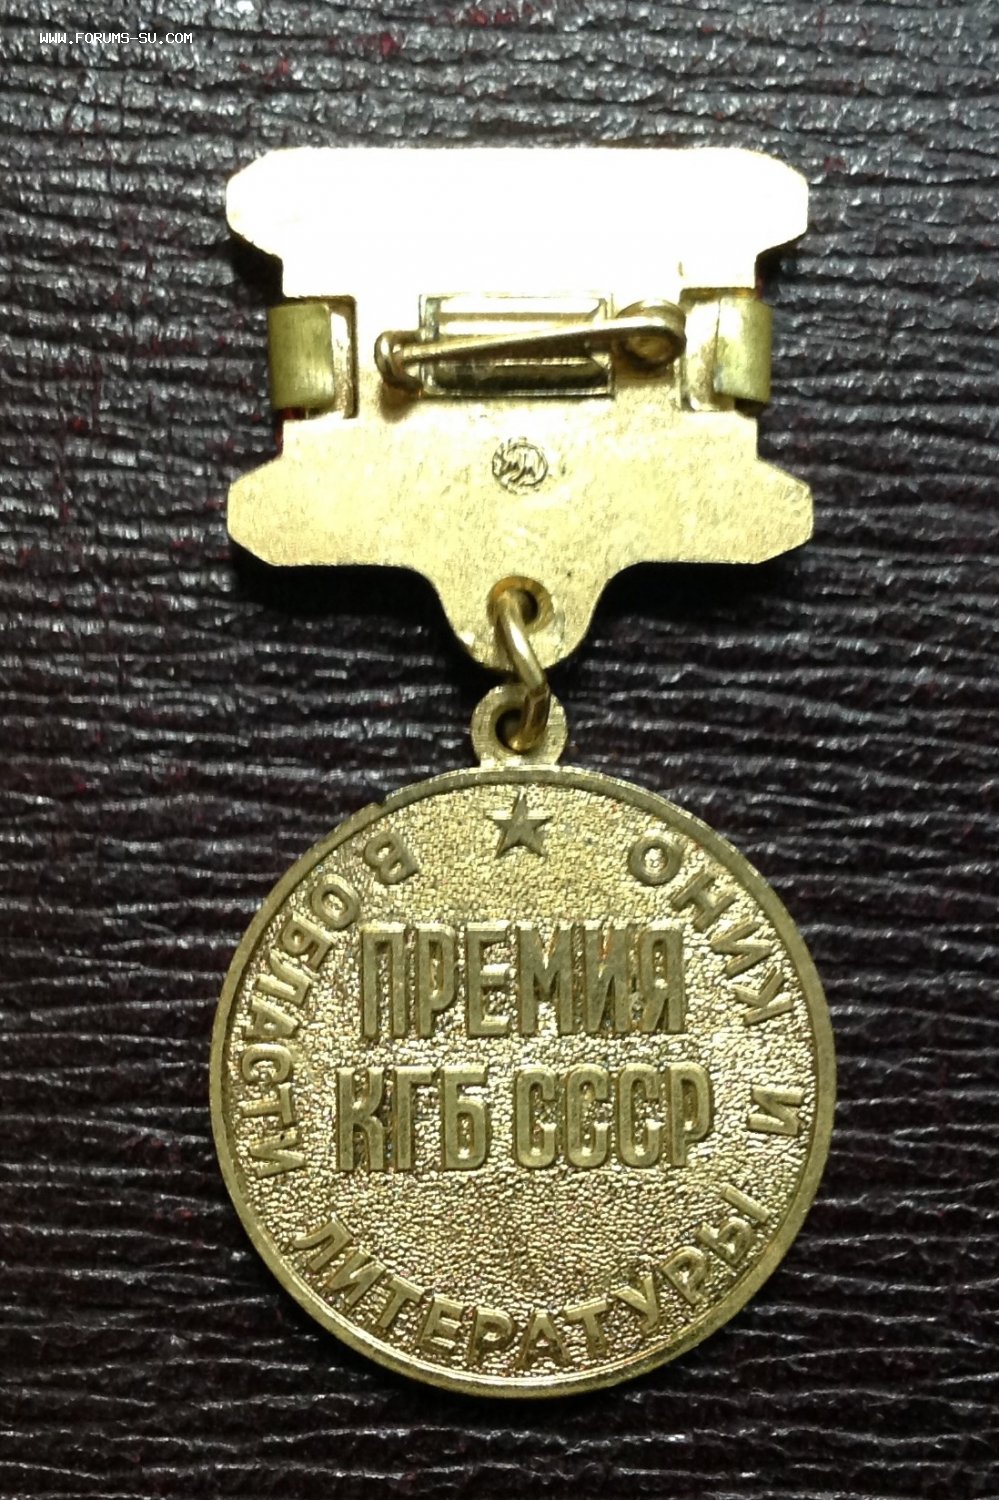 WWW.FORUMS-SU.COM
ПРЕМИЯ
КГБ СССР
В ОБЛАСТИ ЛИТЕРАТУРЫ И КИНО